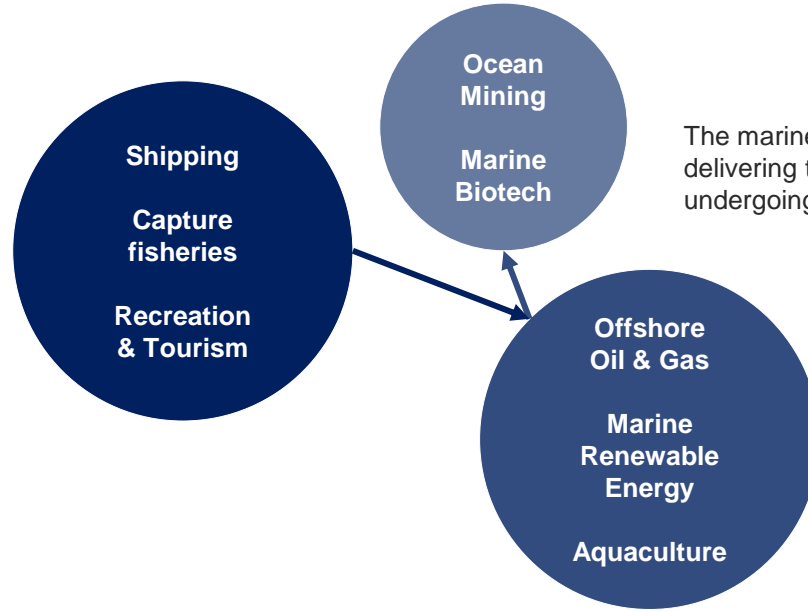 Ocean
Mining
Marine
Biotech
Shipping
Capture
fisheries
Recreation
& Tourism
The marine
delivering
undergoing
Offshore
Oil & Gas
Marine
Renewable
Energy
Aquaculture